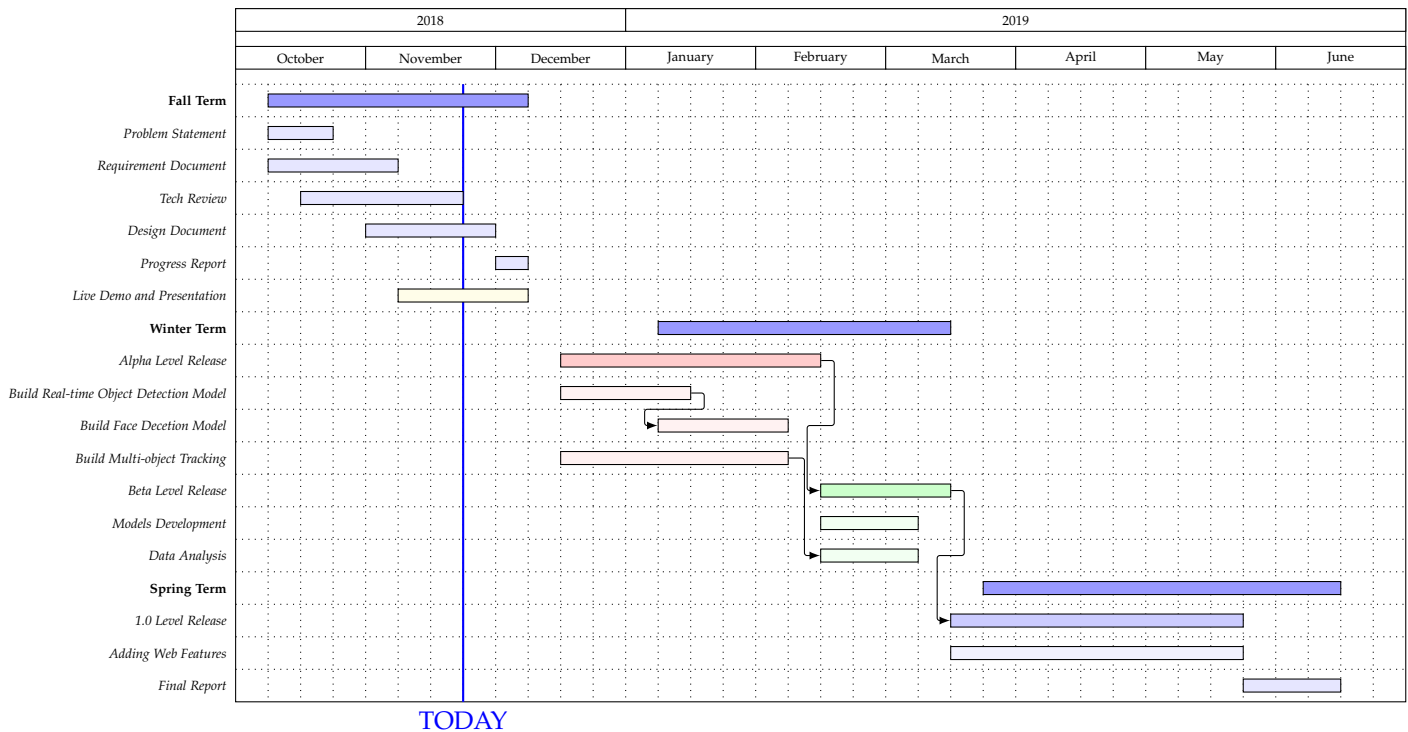 2018 2019
October November December January February March April May June
Fall Term
Problem Statement
Requirement Document
Tech Review
Design Document
Progress Report
Live Demo and Presentation
Winter Term
Alpha Level Release
Build Real-time Object Detection Model
Build Face Decetion Model
Build Multi-object Tracking
Beta Level Release
Models Development
Data Analysis
Spring Term
1.0 Level Release
Adding Web Features
Final Report
TODAY